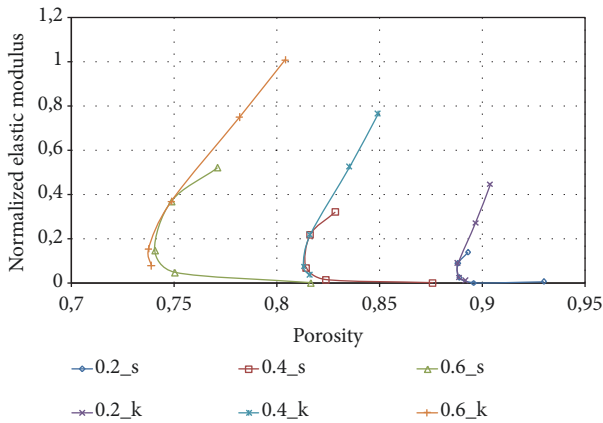 Normalized elastic modulus
1,2
1
0,8
0,6
0,4
0,2
0
0,7
0,75
0,8
0,85
0,9
0,95
Porosity
0.2_s
0.4_s
0.6_s
0.2_k
0.4_k
0.6_k